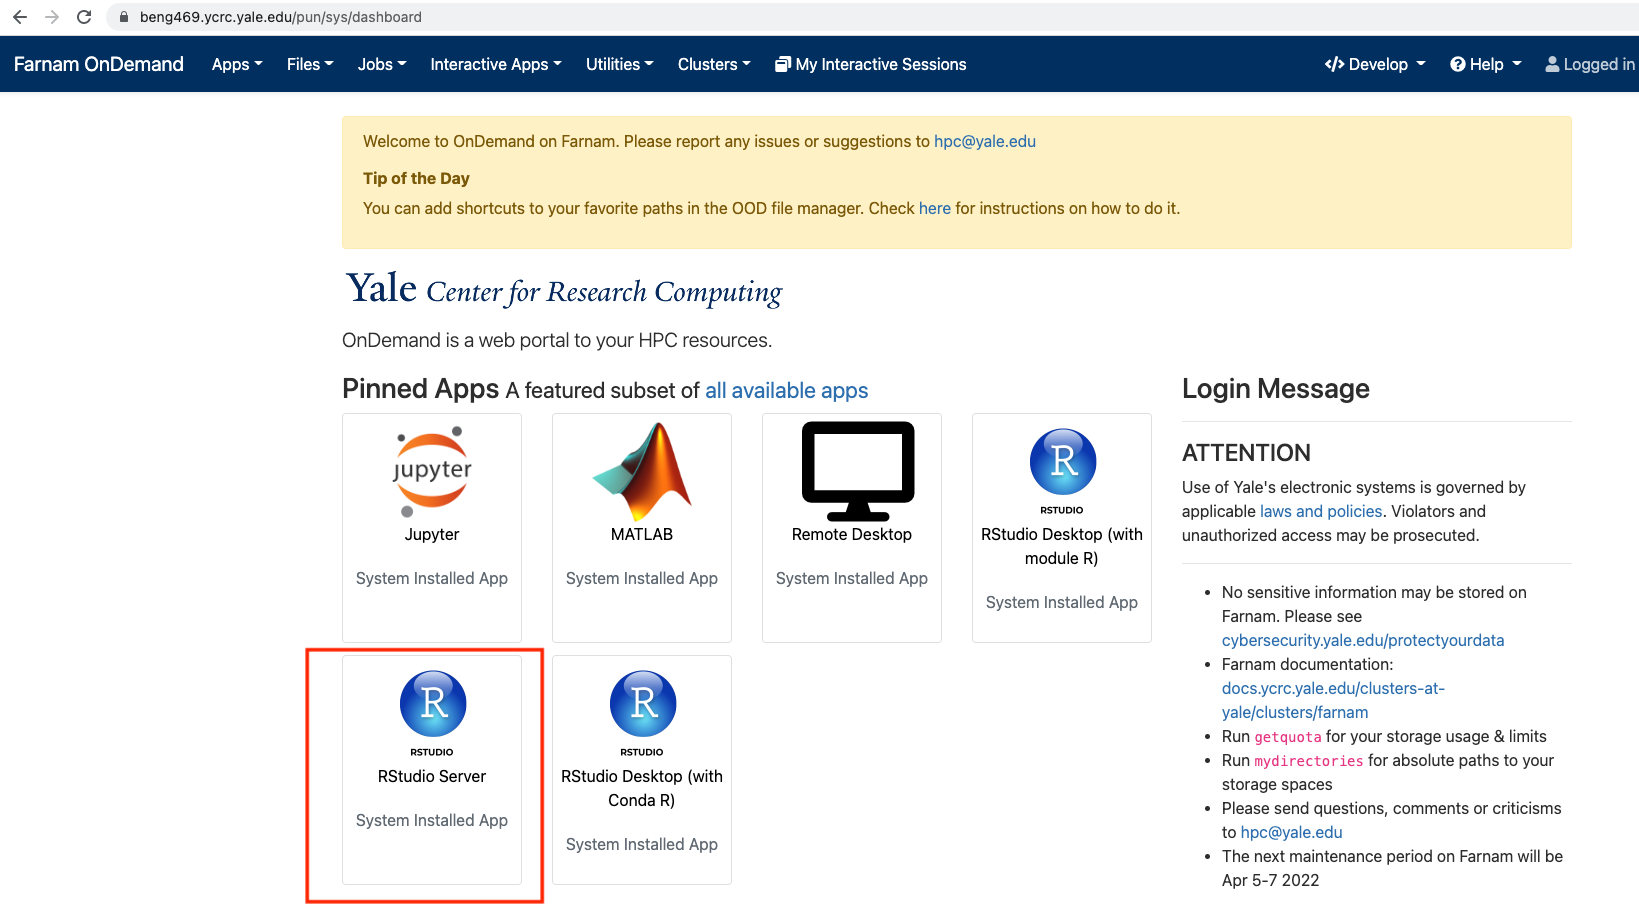 beng469.ycrc.yale.edu/pun/sys/dashboard
Farnam OnDemand Apps Files Jobs Interactive Apps Utilities Clusters My Interactive Sessions Develop Help Logged in
Welcome to OnDemand on Farnam. Please report any issues or suggestions to hpc@yale.edu
Tip of the Day
You can add shortcuts to your favorite paths in the OOD file manager. Check here for instructions on how to do it.
Yale Center for Research Computing
OnDemand is a web portal to your HPC resources.
Pinned Apps A featured subset of all available apps
jupyter
Jupyter
System Installed App
MATLAB
System Installed App
Remote Desktop
System Installed App
R
RSTUDIO
RStudio Desktop (with
module R)
System Installed App
R
RSTUDIO
RStudio Server
System Installed App
R
RSTUDIO
RStudio Desktop (with
Conda R)
System Installed App
Login Message
ATTENTION
Use of Yale's electronic systems is governed by
applicable laws and policies. Violators and
unauthorized access may be prosecuted.
• No sensitive information may be stored on
Farnam. Please see
cybersecurity.yale.edu/protectyourdata
• Farnam documentation:
docs.ycrc.yale.edu/clusters-at-
yale/clusters/farnam
• Run getquota for your storage usage & limits
• Run mydirectories for absolute paths to your
storage spaces
• Please send questions, comments or criticisms
to hpc@yale.edu
• The next maintenance period on Farnam will be
Apr 5-7 2022